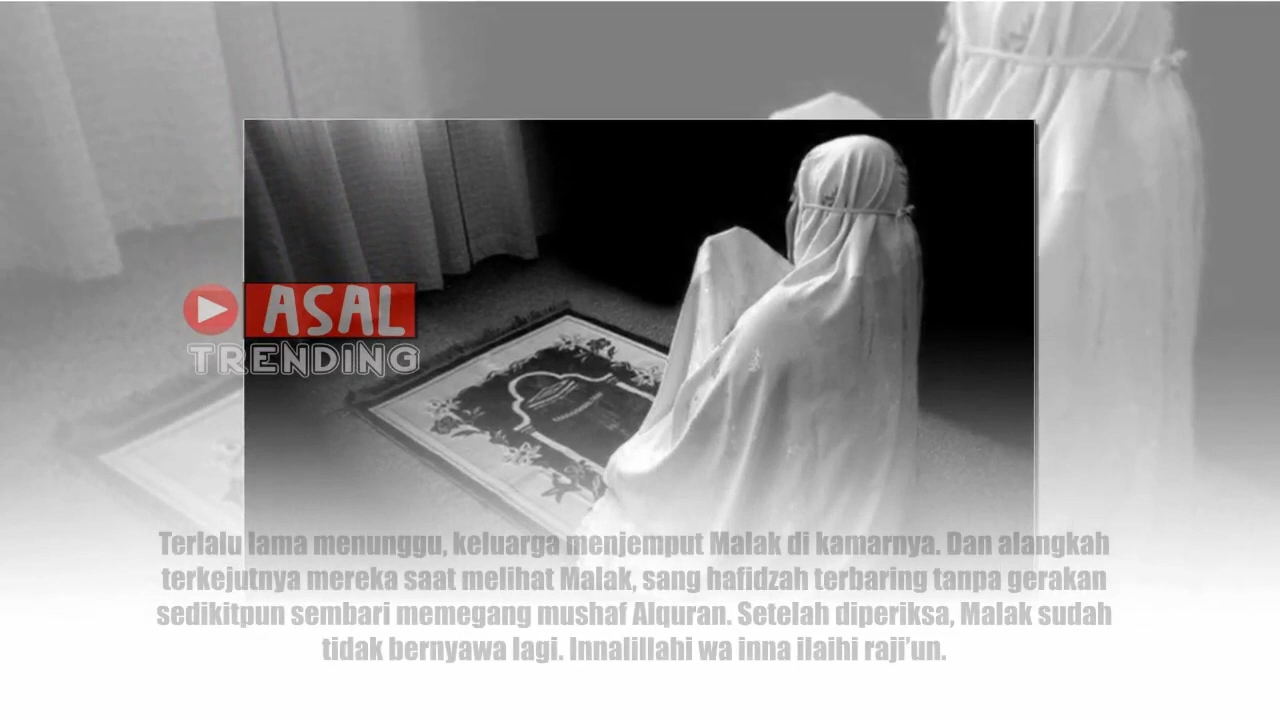 ASAL
TRENDING
Terlalu lama menunggu, keluarga menjemput Malak di kamarnya. Dan alangkah
terkejutnya mereka saat melihat Malak, sang hafidzah terbaring tanpa gerakan
sedikitpun sembari memegang mushaf Alquran. Setelah diperiksa, Malak sudah
tidak bernyawa lagi. Innalillahi wa inna ilaihi raji’un.